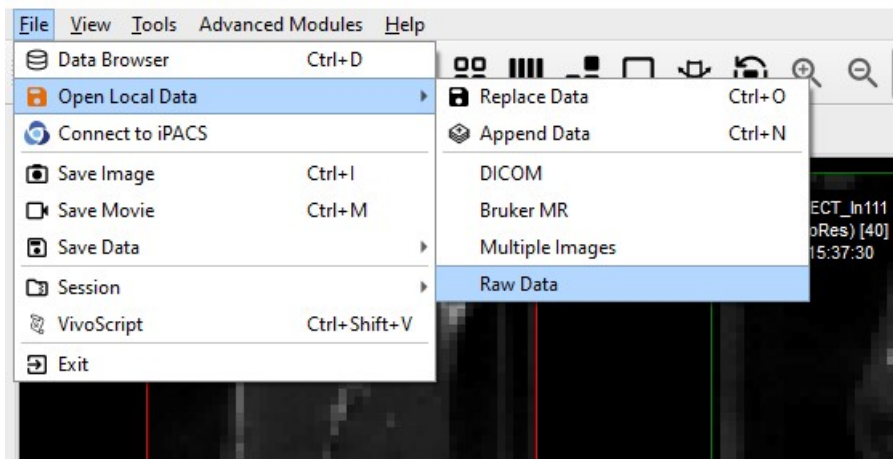 File View Tools Advanced Modules Help
Data Browser Ctrl+D
Open Local Data
Connect to iPACS
Save Image Ctrl+I
Save Movie Ctrl+M
Save Data
Session
VivoScript Ctrl+Shift+V
Exit
Replace Data Ctrl+O
Append Data Ctrl+N
DICOM
Bruker MR
Multiple Images
Raw Data
ECT_In111
oRes) [40]
15:37:30